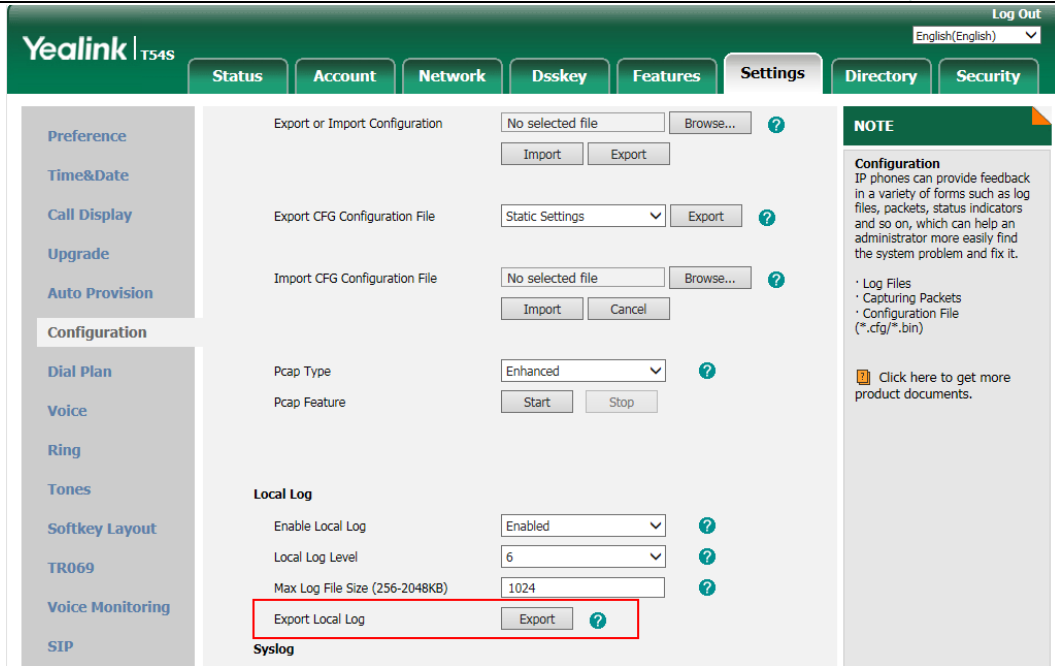 Log Out
Yealink | T54S
English(English)
Status Account Network Dsskey Features Settings Directory Security
Preference
Time&Date
Call Display
Upgrade
Auto Provision
Configuration
Dial Plan
Voice
Ring
Tones
Softkey Layout
TR069
Voice Monitoring
SIP
Export or Import Configuration No selected file Browse... ?
Import Export
Export CFG Configuration File Static Settings Export ?
Import CFG Configuration File No selected file Browse... ?
Import Cancel
Pcap Type Enhanced ?
Pcap Feature Start Stop
Local Log
Enable Local Log Enabled ?
Local Log Level 6 ?
Max Log File Size (256-2048KB) 1024 ?
Export Local Log Export ?
Syslog
NOTE
Configuration
IP phones can provide feedback
in a variety of forms such as log
files, packets, status indicators
and so on, which can help an
administrator more easily find
the system problem and fix it.
· Log Files
· Capturing Packets
· Configuration File
(*.cfg/*.bin)
? Click here to get more
product documents.